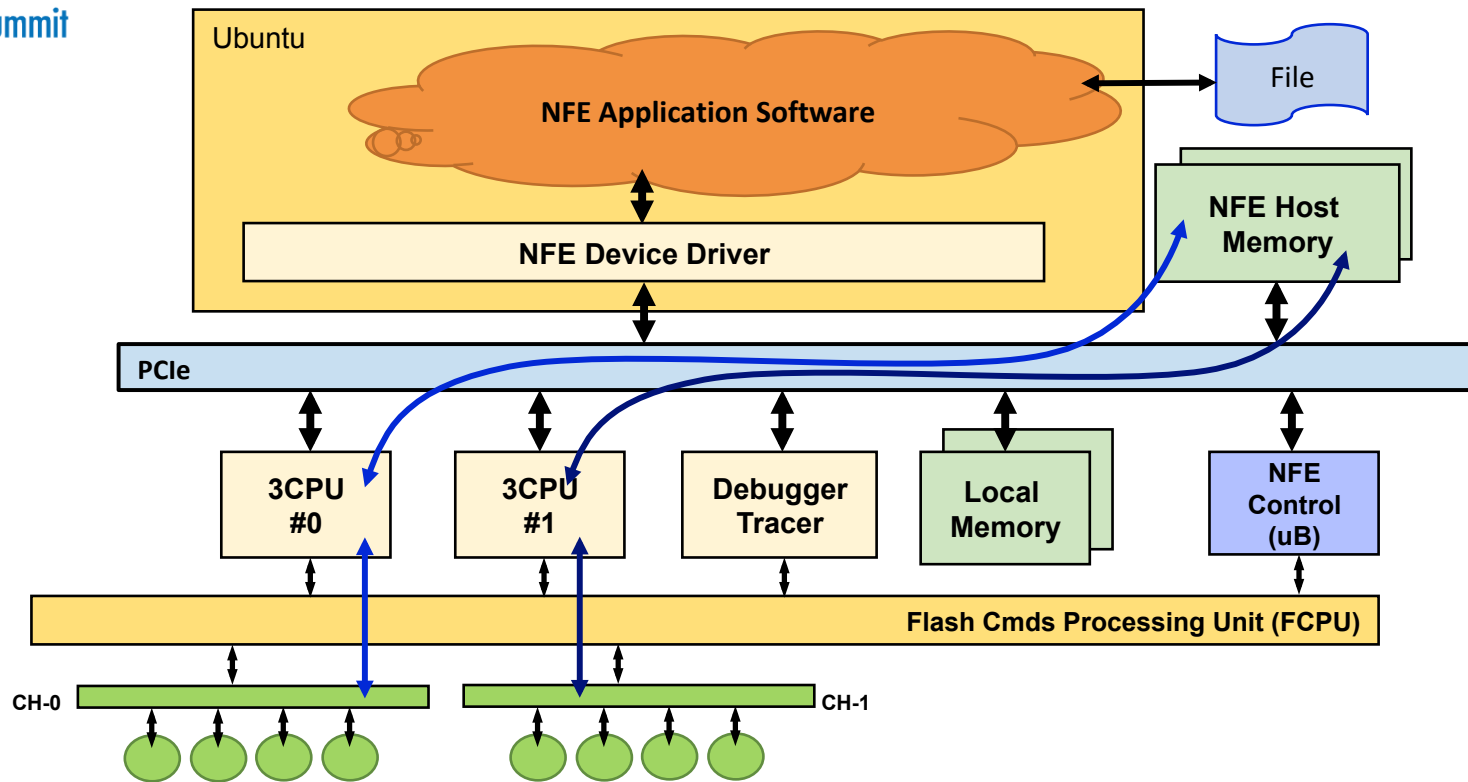 Ubuntu
NFE Application Software
File
NFE Host
Memory
NFE Device Driver
PCIe
3CPU
#0
3CPU
#1
Debugger
Tracer
Local
Memory
NFE
Control
(uB)
Flash Cmds Processing Unit (FCPU)
CH-0
CH-1